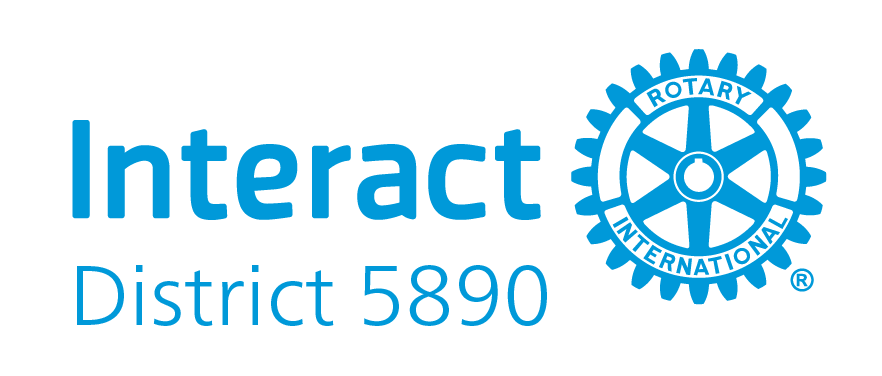 Interact
District 5890
ROTARY
INTERNATIONAL
®